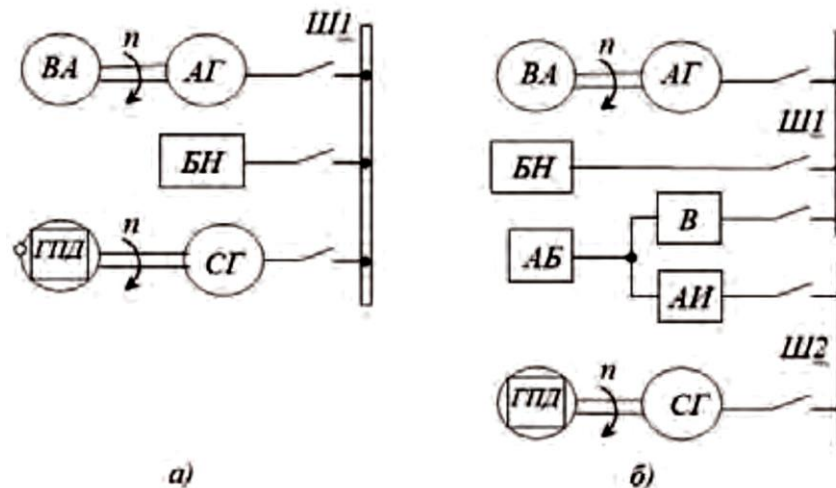 Ш1
ВА n АГ
БН
ГПД n СГ
а)
ВА n АГ
Ш1
БН
В
АБ
АИ
Ш2
ГПД n СГ
б)